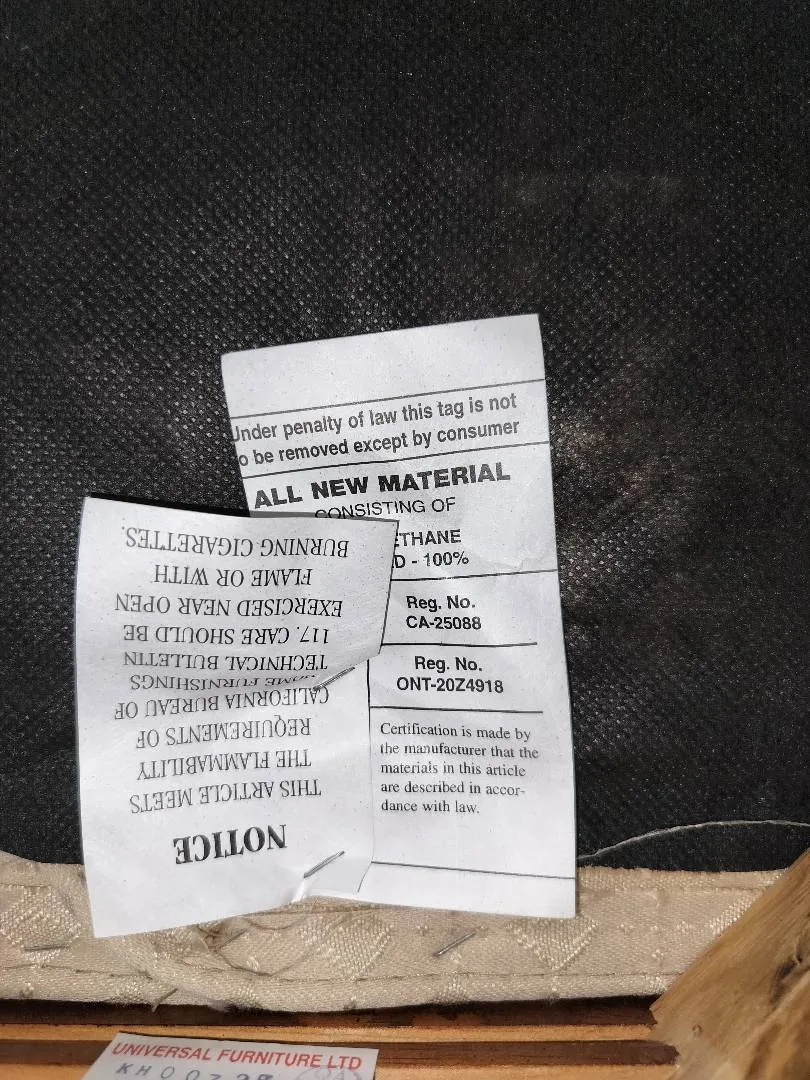 Under penalty of law this tag is not
o be removed except by consumer
ALL NEW MATERIAL
CONSISTING OF
ETHANE
D - 100%
Reg. No.
CA-25088
Reg. No.
ONT-20Z4918
Certification is made by
the manufacturer that the
materials in this article
are described in accor-
dance with law.
NOTICE
THIS ARTICLE MEETS
THE FLAMMABILITY
REQUIREMENTS OF
CALIFORNIA BUREAU OF
HOME FURNISHINGS
TECHNICAL BULLETIN
117. CARE SHOULD BE
EXERCISED NEAR OPEN
FLAME OR WITH
BURNING CIGARETTES.
UNIVERSAL FURNITURE LTD